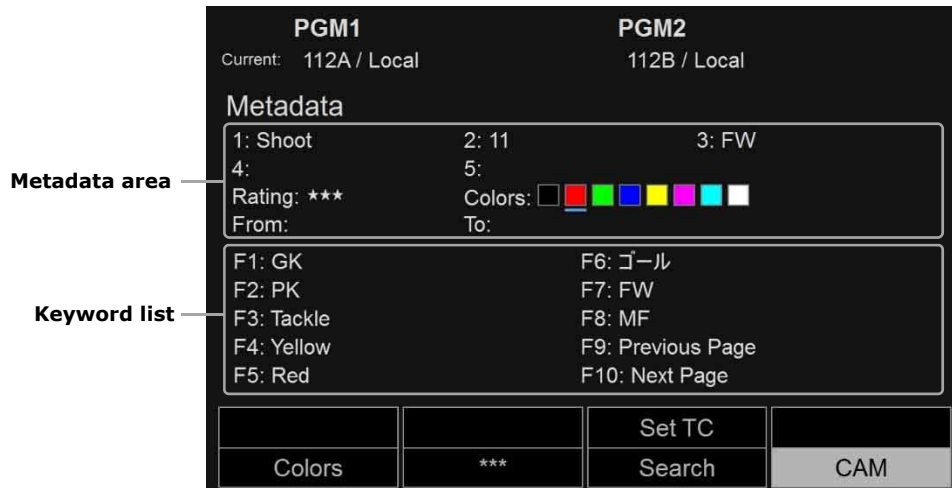 PGM1 PGM2
Current: 112A / Local 112B / Local
Metadata
1: Shoot 2: 11 3: FW
4: 5:
Metadata area
Rating: ★★★ Colors:
From: To:
F1: GK F6: ゴール
F2: PK F7: FW
Keyword list
F3: Tackle F8: MF
F4: Yellow F9: Previous Page
F5: Red F10: Next Page
Set TC
Colors *** Search CAM